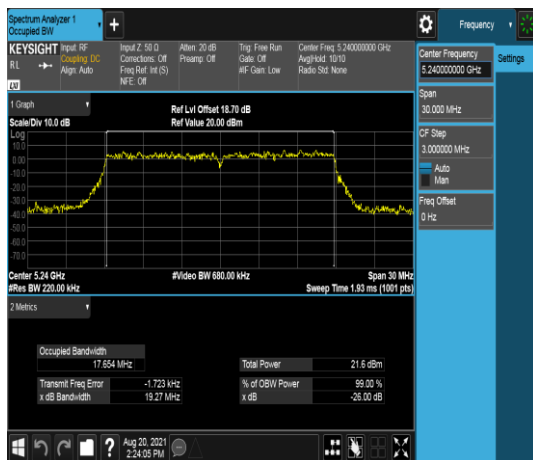 Spectrum Analyzer 1
Occupied BW
+
Frequency
KEYSIGHT
RL
LXI
Input: RF
Coupling: DC
Align: Auto
Input Z: 50 Ω
Corrections: Off
Freq Ref: Int (S)
NFE: Off
Atten: 20 dB
Preamp: Off
Trig: Free Run
Gate: Off
#IF Gain: Low
Center Freq: 5.240000000 GHz
Avg|Hold: 10/10
Radio Std: None
Center Frequency
5.240000000 GHz
Settings
Span
30.000 MHz
CF Step
3.000000 MHz
Auto
Man
Freq Offset
0 Hz
1 Graph
Scale/Div 10.0 dB
Ref Lvl Offset 18.70 dB
Ref Value 20.00 dBm
Log
10.0
0.00
-10.0
-20.0
-30.0
-40.0
-50.0
-60.0
-70.0
Center 5.24 GHz
#Video BW 680.00 kHz
Span 30 MHz
#Res BW 220.00 kHz
Sweep Time 1.93 ms (1001 pts)
2 Metrics
Occupied Bandwidth
17.654 MHz
Total Power 21.6 dBm
Transmit Freq Error -1.723 kHz
% of OBW Power 99.00 %
x dB Bandwidth 19.27 MHz
x dB -26.00 dB
?
Aug 20, 2021
2:24:05 PM